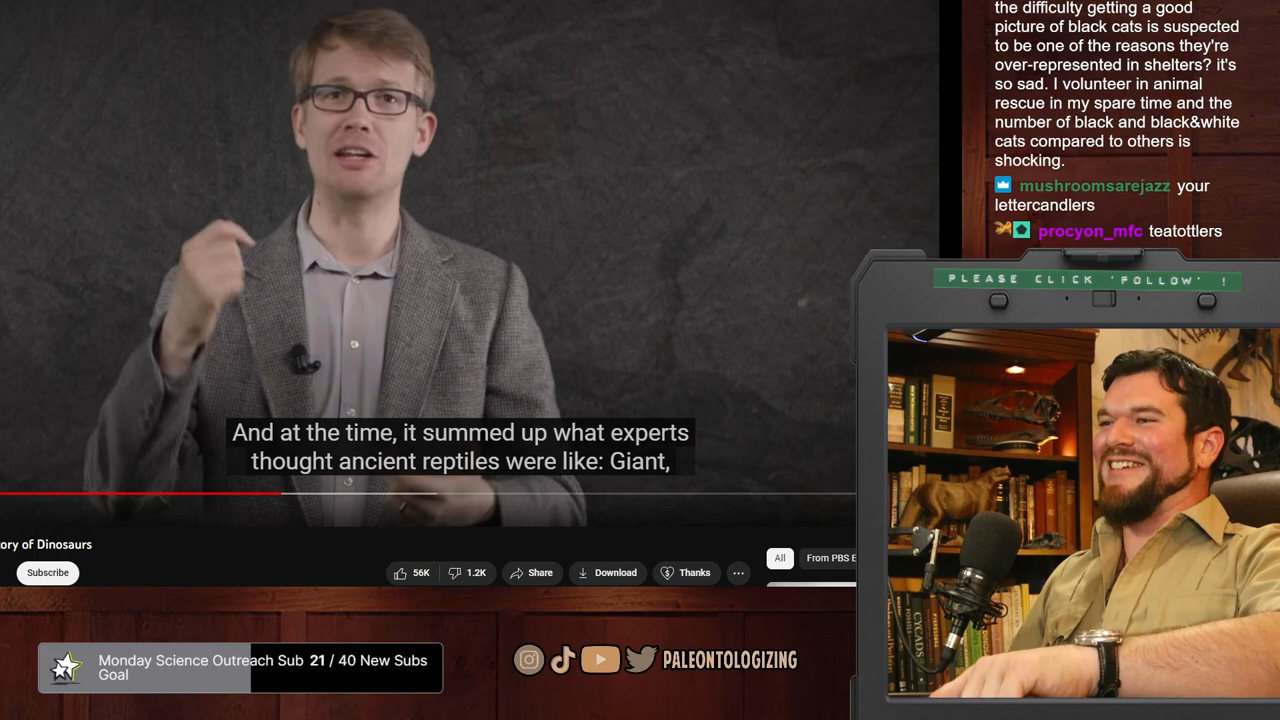 the difficulty getting a good
picture of black cats is suspected
to be one of the reasons they're
over-represented in shelters? it's
so sad. I volunteer in animal
rescue in my spare time and the
number of black and black&white
cats compared to others is
shocking.
mushroomsarejazz your
lettercandlers
procyon_mfc teatottlers
PLEASE CLICK 'FOLLOW' !
And at the time, it summed up what experts
thought ancient reptiles were like: Giant,
ory of Dinosaurs
Subscribe
56K
1.2K
Share
Download
Thanks
All
From PBS E
Monday Science Outreach Sub 21 / 40 New Subs
Goal
PALEONTOLOGIZING
CYCADS